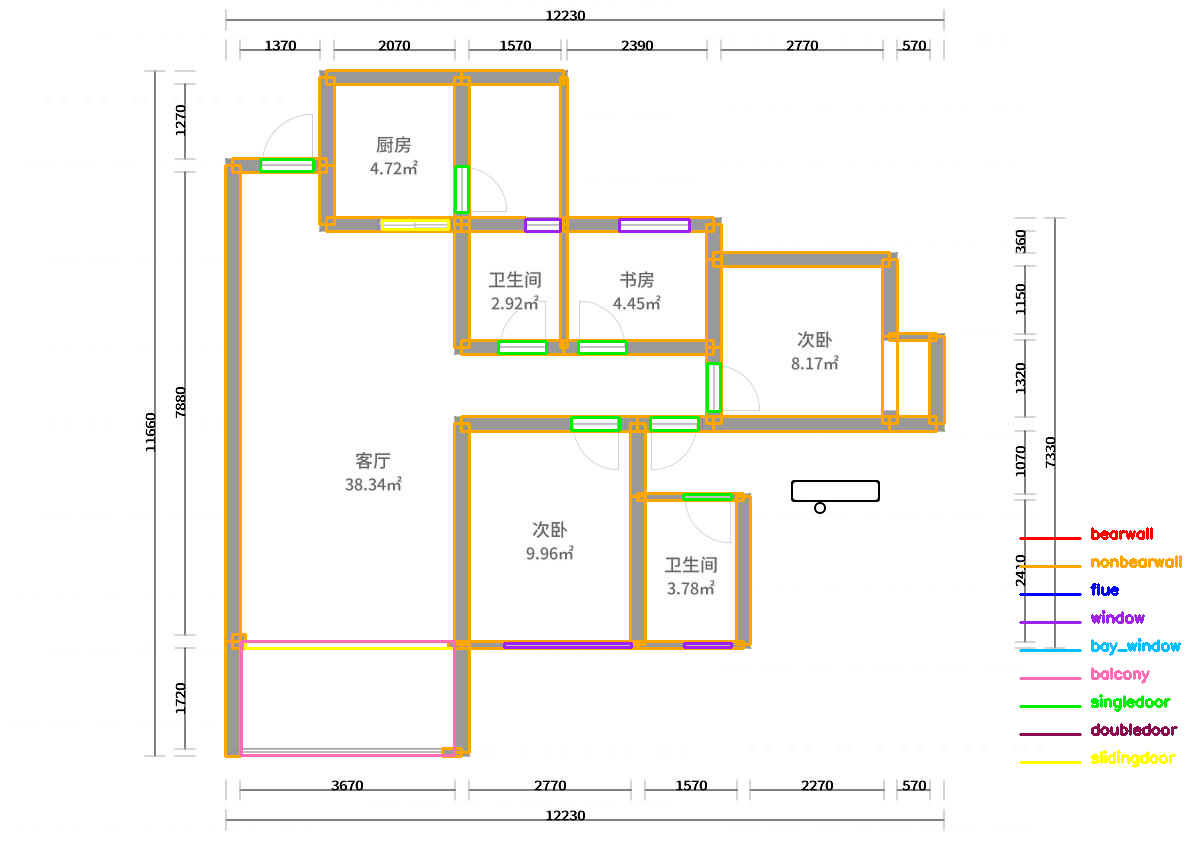 12230
1370
2070
1570
2390
2770
570
1270
厨房
4.72㎡
360
卫生间
2.92㎡
书房
4.45㎡
1150
次卧
8.17㎡
1320
7880
11660
客厅
38.34㎡
1070
7330
次卧
9.96㎡
卫生间
3.78㎡
2410
1720
bearwall
nonbearwall
flue
window
bay_window
balcony
singledoor
doubledoor
slidingdoor
3670
2770
1570
2270
570
12230